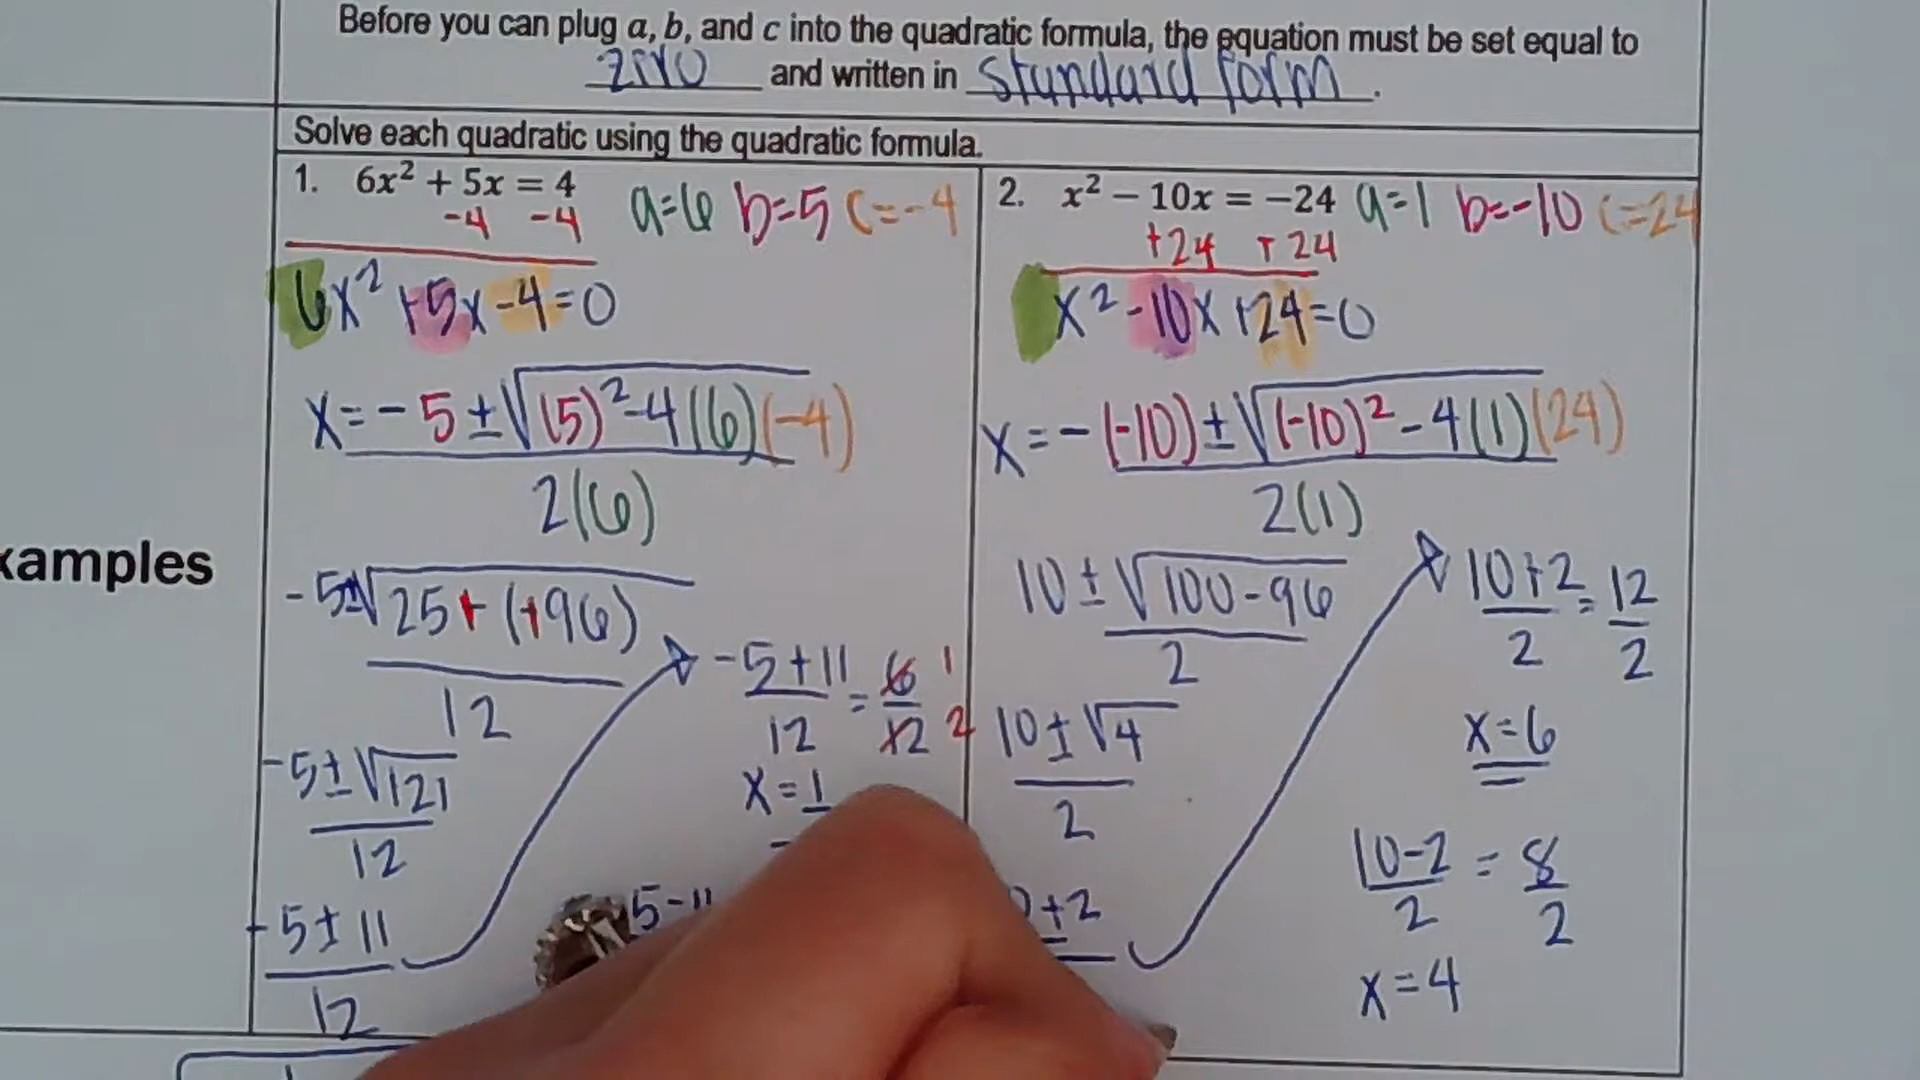 Before you can plug a, b, and c into the quadratic formula, the equation must be set equal to
zero and written in standard form.
Solve each quadratic using the quadratic formula.
xamples
1. 6x² + 5x = 4 a=6 b=5 c=-4
-4 -4
6x² +5x-4=0
x=-5±√(5)²-4(6)(-4)
2(6)
-5±√25+(+96)
12
-5±√121
12
-5±11
12
-5+11 = 6 1
12 12 2
x=1
5-11
2. x² − 10x = −24 a=1 b=-10 c=24
+24 +24
x²-10x+24=0
x=-(-10)±√(-10)²-4(1)(24)
2(1)
10±√100-96
2
10±√4
2
±2
10+2 = 12
2 2
x=6
10-2 = 8
2 2
x=4